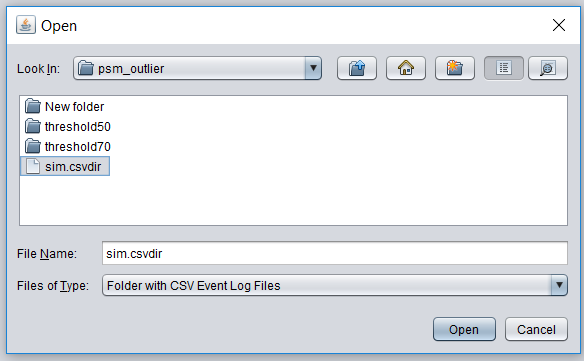 Open
Look In: psm_outlier
New folder
threshold50
threshold70
sim.csvdir
File Name: sim.csvdir
Files of Type: Folder with CSV Event Log Files
Open Cancel